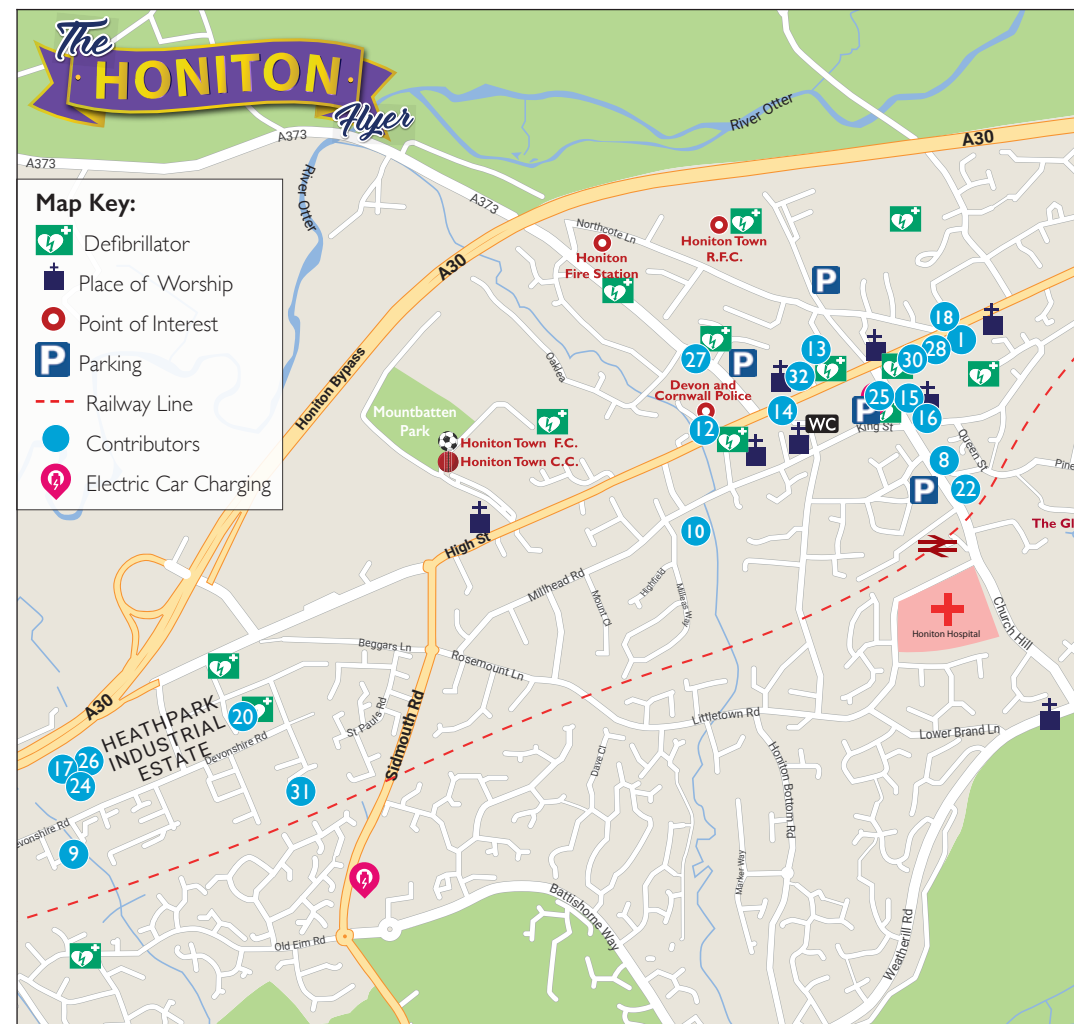 The
HONITON
Flyer
River Otter
A30
A373
A373
A373
River Otter
Map Key:
Defibrillator
Place of Worship
Point of Interest
P
Parking
Railway Line
Contributors
Electric Car Charging
Northcote Ln
Honiton Town
R.F.C.
Honiton
Fire Station
A30
P
18
1
28
30
13
27
P
32
Oaklea
Honiton Bypass
Devon and
Cornwall Police
25
15
14
P
16
WC
King St
12
Mountbatten
Park
Honiton Town F.C.
Honiton Town C.C.
8
Queen St
Pine
P
22
10
The Gl
High St
Millhead Rd
Highfield
Mount Cl
Church Hill
Honiton Hospital
Beggars Ln
Rosemount Ln
A30
HEATHPARK
INDUSTRIAL
ESTATE
20
Devonshire Rd
St Paul's Rd
Sidmouth Rd
Littletown Rd
Lower Brand Ln
Dave Cl
Honiton Bottom Rd
17
26
24
31
evonshire Rd
9
Marker Way
Battishorne Way
Weatherill Rd
Old Elm Rd